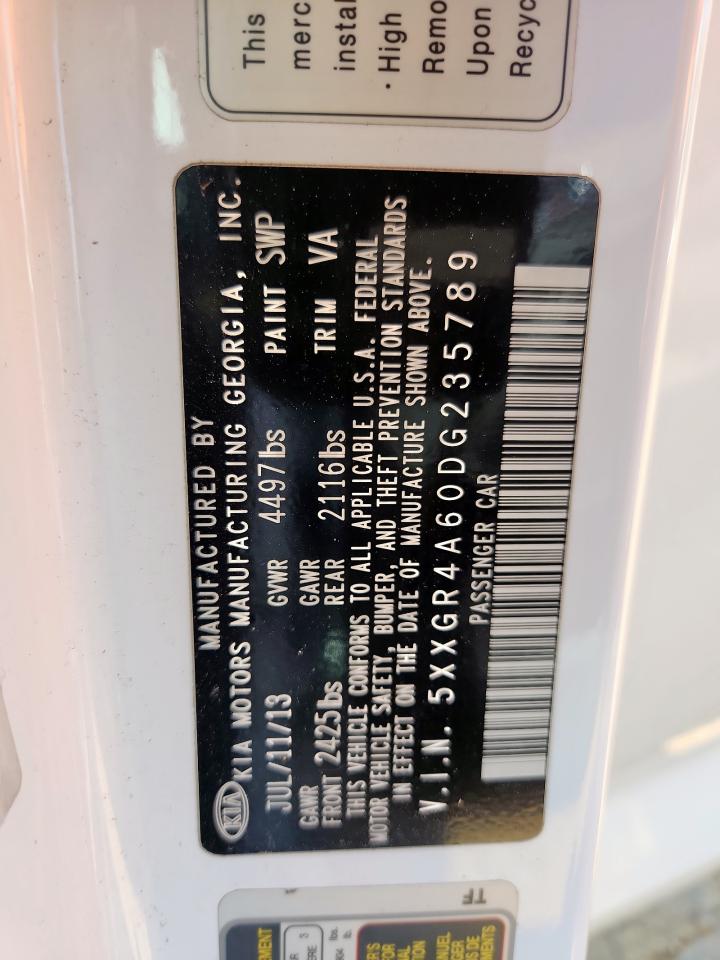 This
merc
instal
· High
Remo
Upon
Recyc
MANUFACTURED BY
KIA KIA MOTORS MANUFACTURING GEORGIA, INC.
JUL/11/13 GVWR 4497lbs PAINT SWP
GAWR FRONT 2425lbs GAWR REAR 2116lbs TRIM VA
THIS VEHICLE CONFORMS TO ALL APPLICABLE U.S.A. FEDERAL
MOTOR VEHICLE SAFETY, BUMPER, AND THEFT PREVENTION STANDARDS
IN EFFECT ON THE DATE OF MANUFACTURE SHOWN ABOVE.
V.I.N. 5XXGR4A60DG235789
PASSENGER CAR